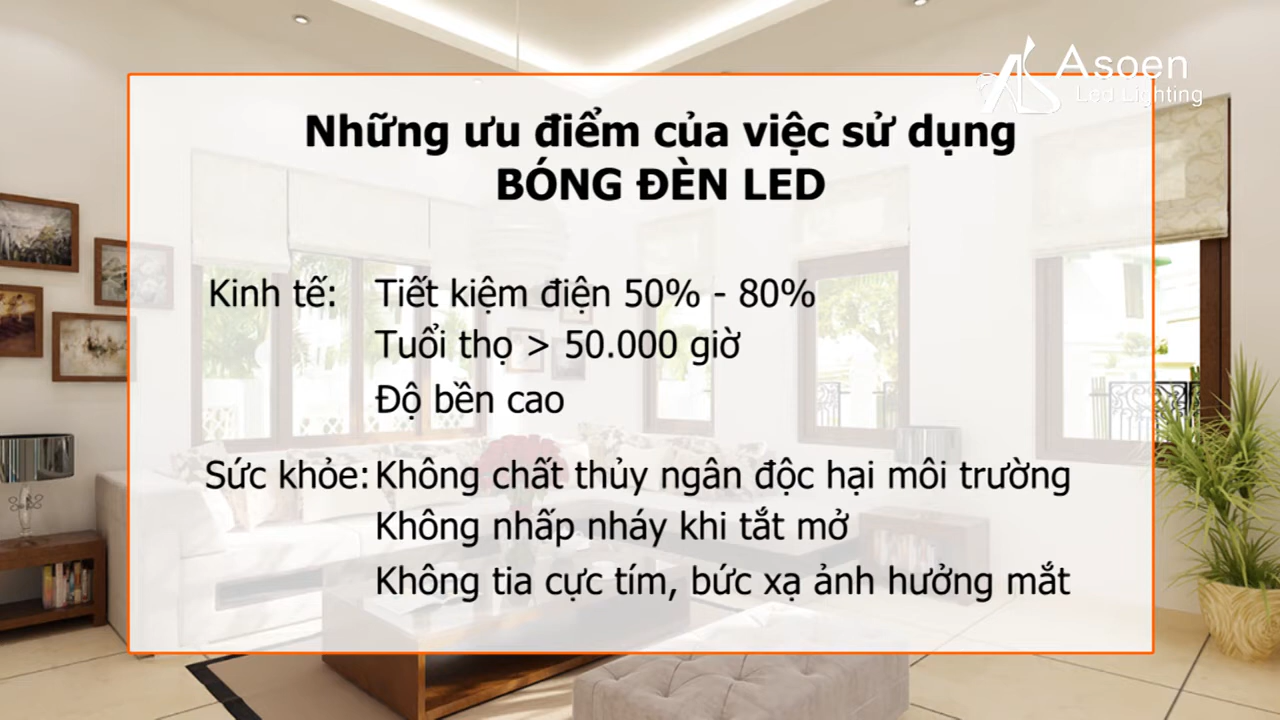 Asoen
Led Lighting
Những ưu điểm của việc sử dụng
BÓNG ĐÈN LED
Kinh tế: Tiết kiệm điện 50% - 80%
Tuổi thọ > 50.000 giờ
Độ bền cao
Sức khỏe: Không chất thủy ngân độc hại môi trường
Không nhấp nháy khi tắt mở
Không tia cực tím, bức xạ ảnh hưởng mắt